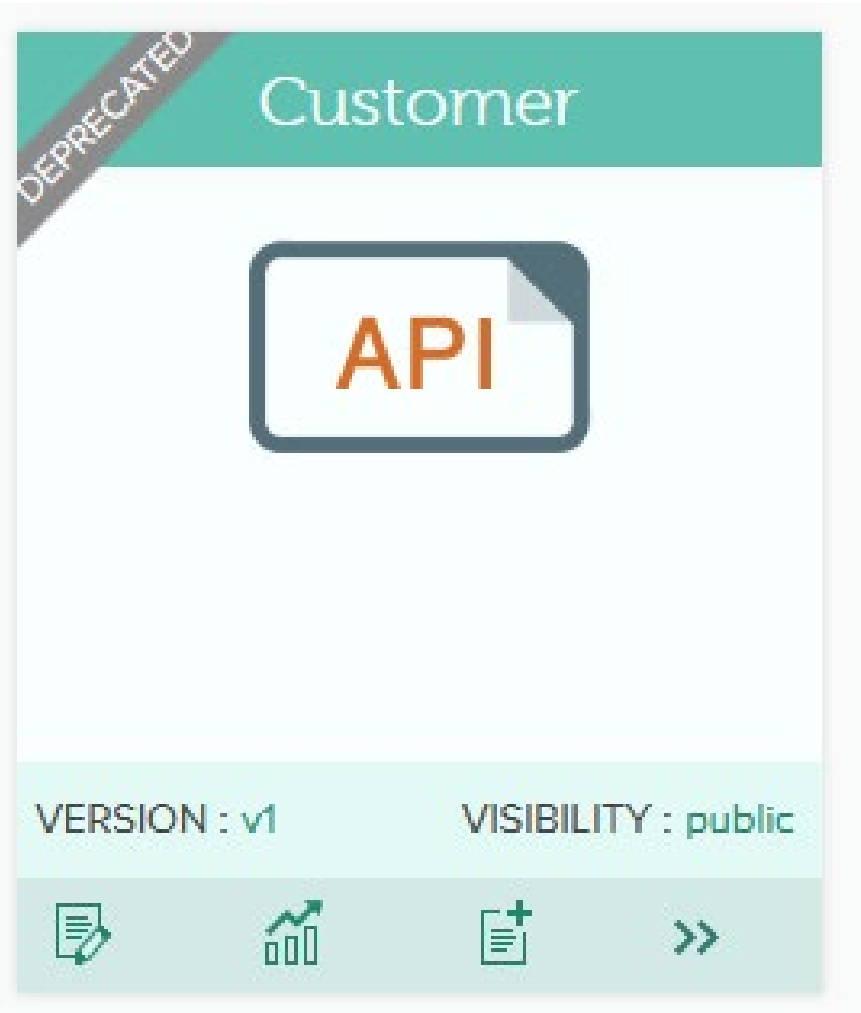 DEPRECATED
Customer
API
VERSION : v1
VISIBILITY : public